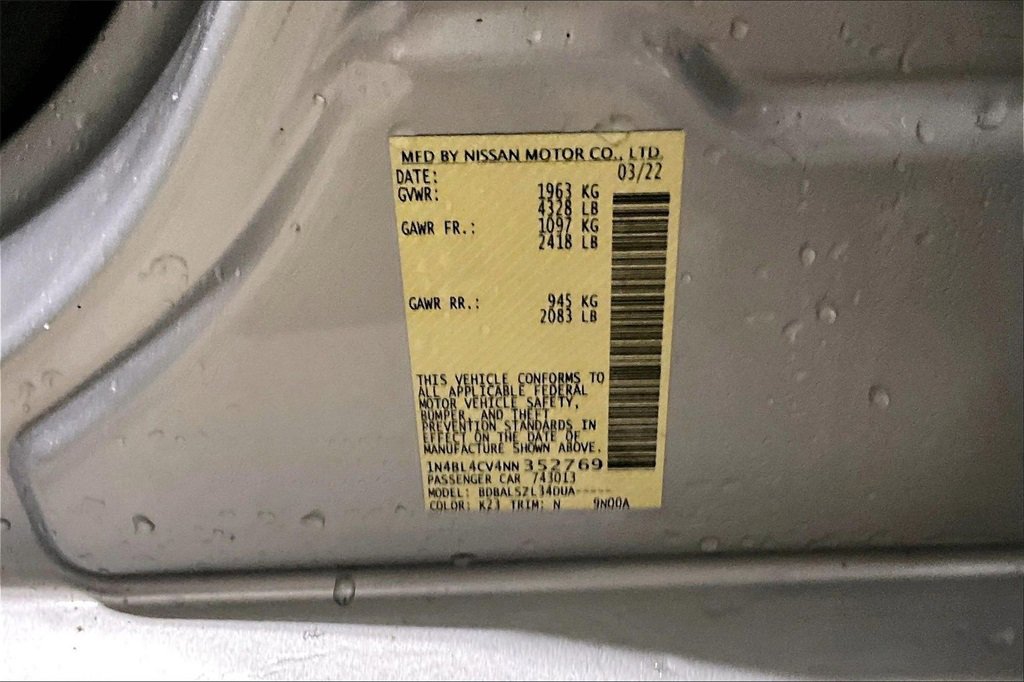 MFD BY NISSAN MOTOR CO., LTD.
DATE: 03/22
GVWR: 1963 KG
4328 LB
GAWR FR.: 1097 KG
2418 LB
GAWR RR.: 945 KG
2083 LB
THIS VEHICLE CONFORMS TO
ALL APPLICABLE FEDERAL
MOTOR VEHICLE SAFETY,
BUMPER, AND THEFT
PREVENTION STANDARDS IN
EFFECT ON THE DATE OF
MANUFACTURE SHOWN ABOVE.
1N4BL4CV4NN352769
PASSENGER CAR 743013
MODEL: BDBALSZL34DUA-----
COLOR: K23 TRIM: N 9N00A